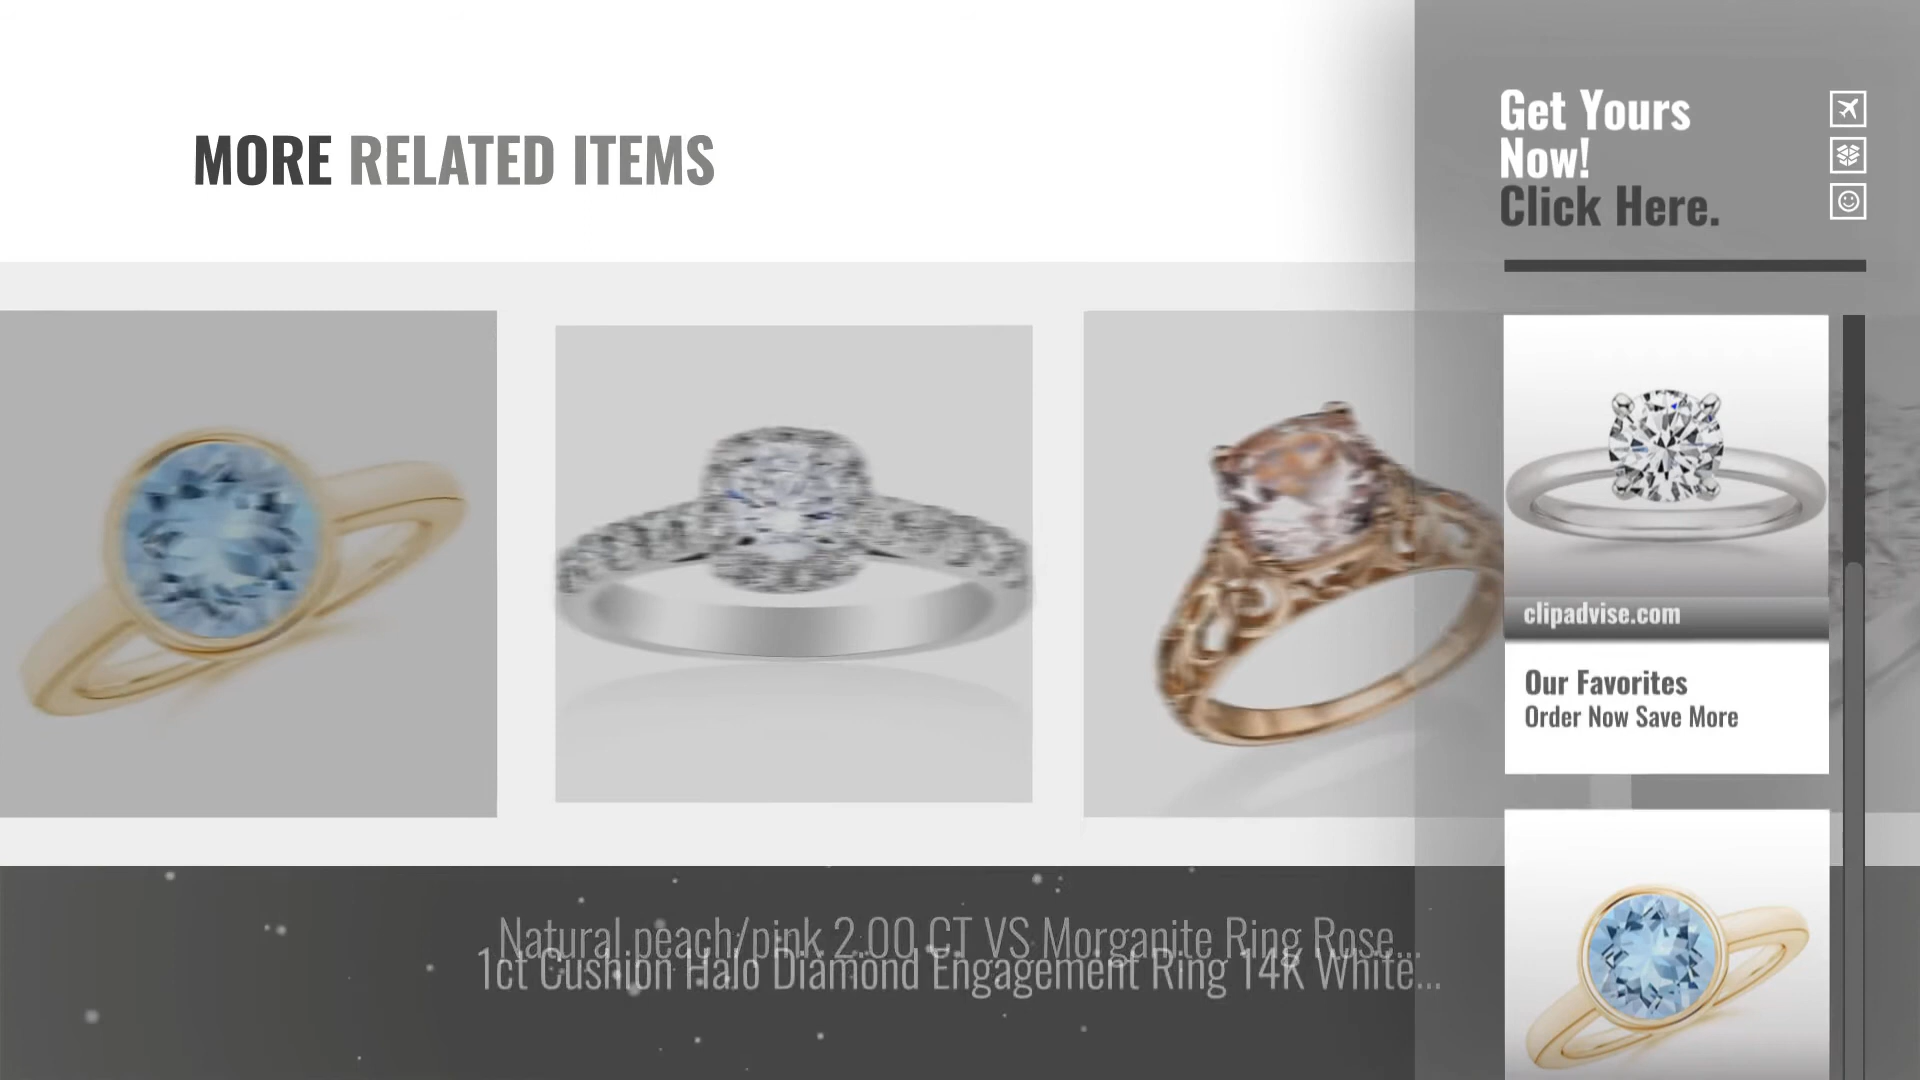 MORE RELATED ITEMS
Get Yours
Now!
Click Here.
clipadvise.com
Our Favorites
Order Now Save More
Natural peach/pink 2.00 CT VS Morganite Ring Rose...
1ct Cushion Halo Diamond Engagement Ring 14K White...